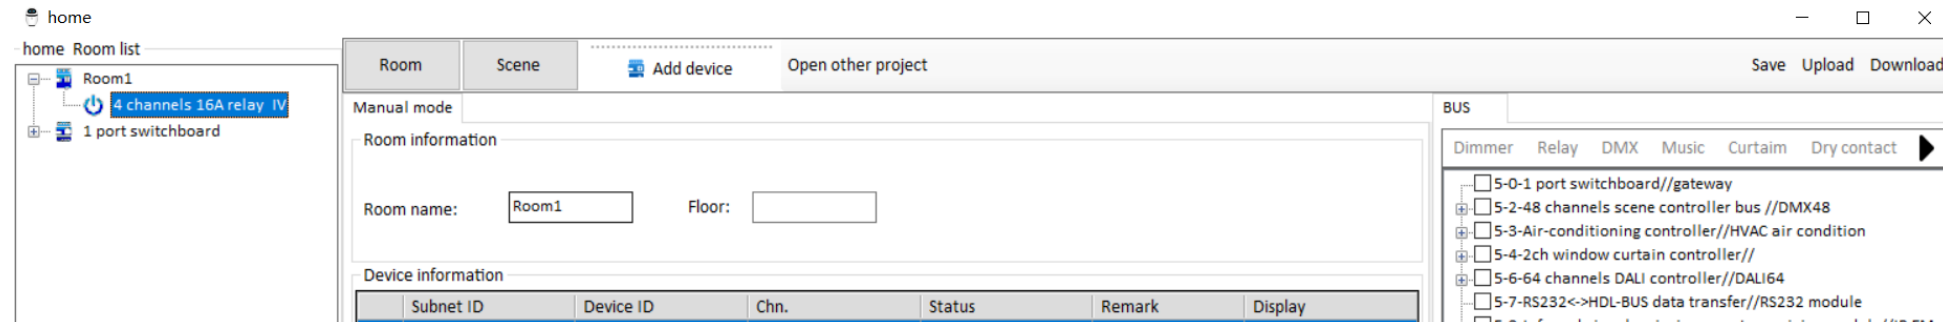 home
home Room list
Room1
4 channels 16A relay IV
1 port switchboard
Room
Scene
Add device
Open other project
Save
Upload
Download
Manual mode
Room information
Room name:
Room1
Floor:
Device information
Subnet ID
Device ID
Chn.
Status
Remark
Display
BUS
Dimmer
Relay
DMX
Music
Curtaim
Dry contact
5-0-1 port switchboard//gateway
5-2-48 channels scene controller bus //DMX48
5-3-Air-conditioning controller//HVAC air condition
5-4-2ch window curtain controller//
5-6-64 channels DALI controller//DALI64
5-7-RS232<->HDL-BUS data transfer//RS232 module